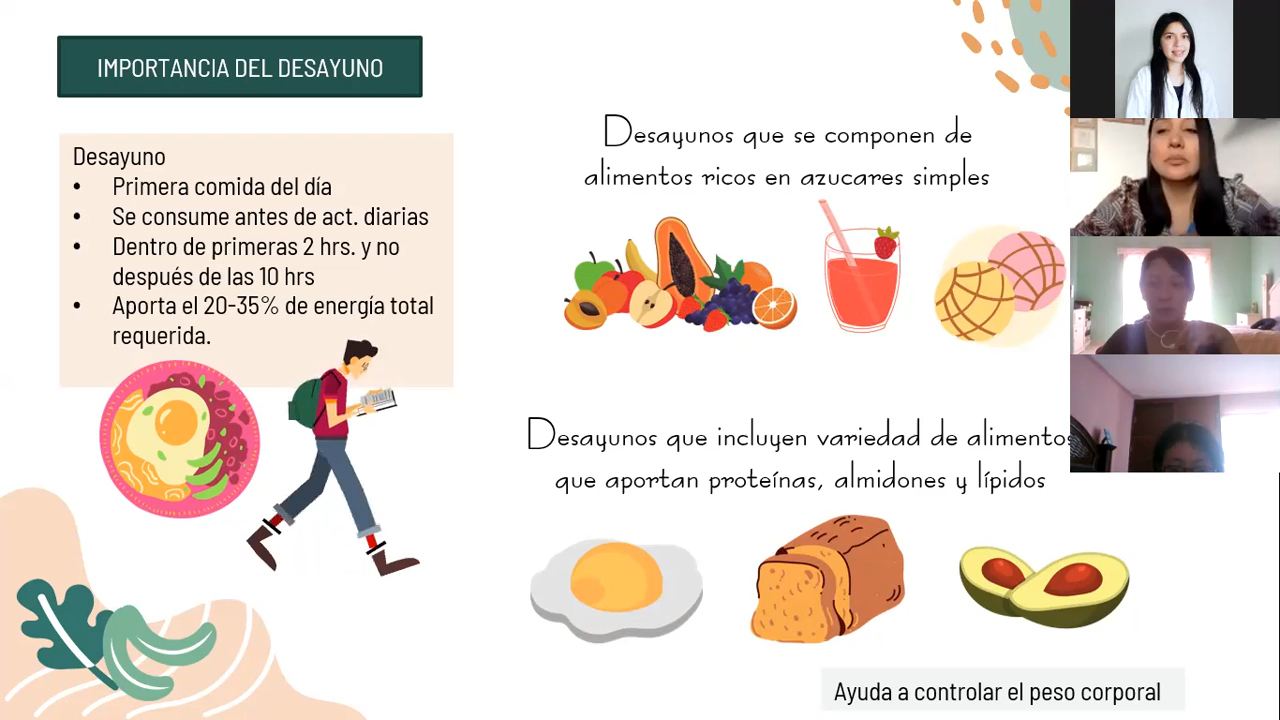 IMPORTANCIA DEL DESAYUNO
Desayuno
• Primera comida del día
• Se consume antes de act. diarias
• Dentro de primeras 2 hrs. y no
después de las 10 hrs
• Aporta el 20-35% de energía total
requerida.
Desayunos que se componen de
alimentos ricos en azucares simples
Desayunos que incluyen variedad de alimentos
que aportan proteínas, almidones y lípidos
Ayuda a controlar el peso corporal